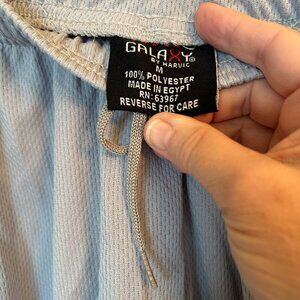 GALAXY®
BY HARVIC
M
100% POLYESTER
MADE IN EGYPT
RN: 63967
REVERSE FOR CARE